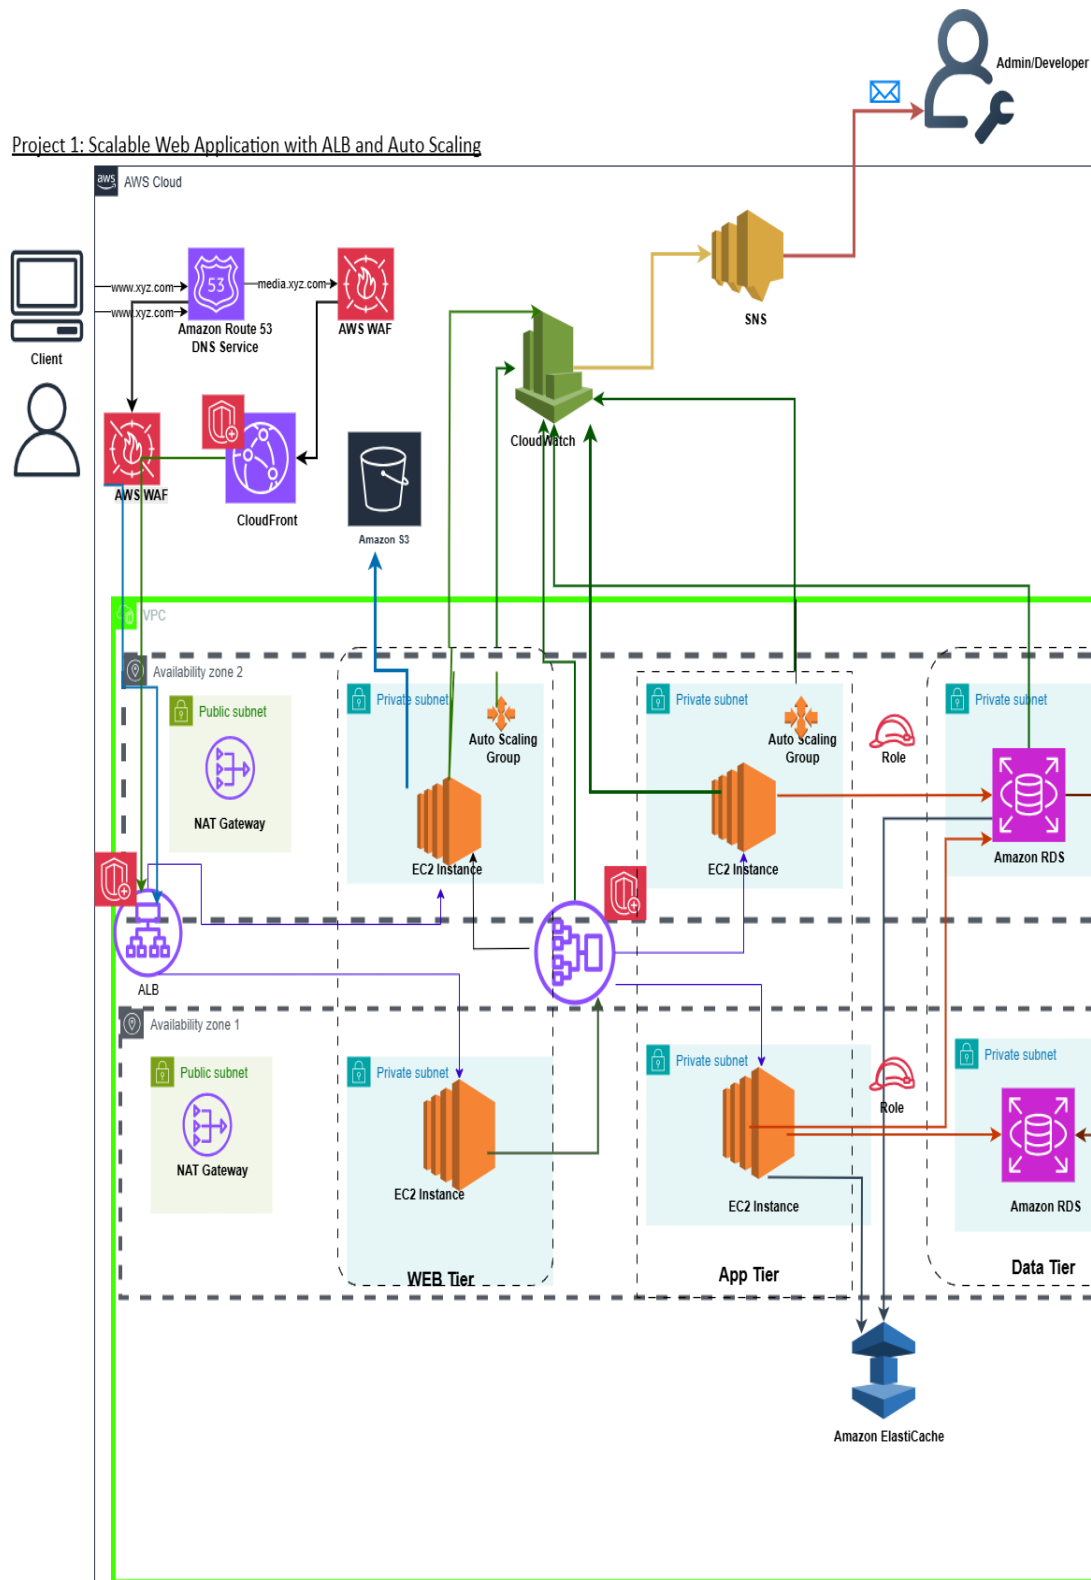 Admin/Developer
Project 1: Scalable Web Application with ALB and Auto Scaling
aws
AWS Cloud
53
www.xyz.com
media.xyz.com
www.xyz.com
Amazon Route 53
DNS Service
AWS WAF
SNS
Client
CloudWatch
AWS WAF
CloudFront
Amazon S3
VPC
Availability zone 2
Public subnet
NAT Gateway
Private subnet
Auto Scaling
Group
EC2 Instance
Private subnet
Auto Scaling
Group
EC2 Instance
Role
Private subnet
Amazon RDS
ALB
Availability zone 1
Public subnet
NAT Gateway
Private subnet
EC2 Instance
Private subnet
EC2 Instance
Role
Private subnet
Amazon RDS
WEB Tier
App Tier
Data Tier
Amazon ElastiCache